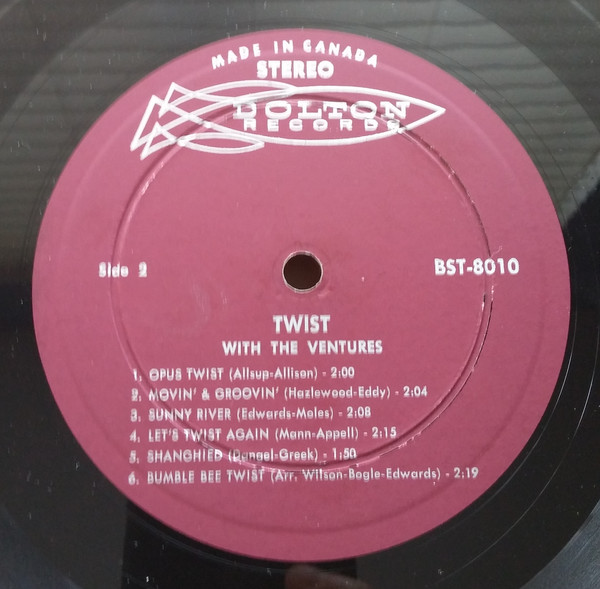 MADE IN CANADA
STEREO
DOLTON
RECORDS
Side 2
BST-8010
TWIST
WITH THE VENTURES
1. OPUS TWIST (Allsup-Allison) - 2:00
2. MOVIN' & GROOVIN' (Hazlewood-Eddy) - 2:04
3. SUNNY RIVER (Edwards-Moles) - 2:08
4. LET'S TWIST AGAIN (Mann-Appell) - 2:15
5. SHANGHIED (Dangel-Greek) - 1:50
6. BUMBLE BEE TWIST (Arr. Wilson-Bogle-Edwards) - 2:19